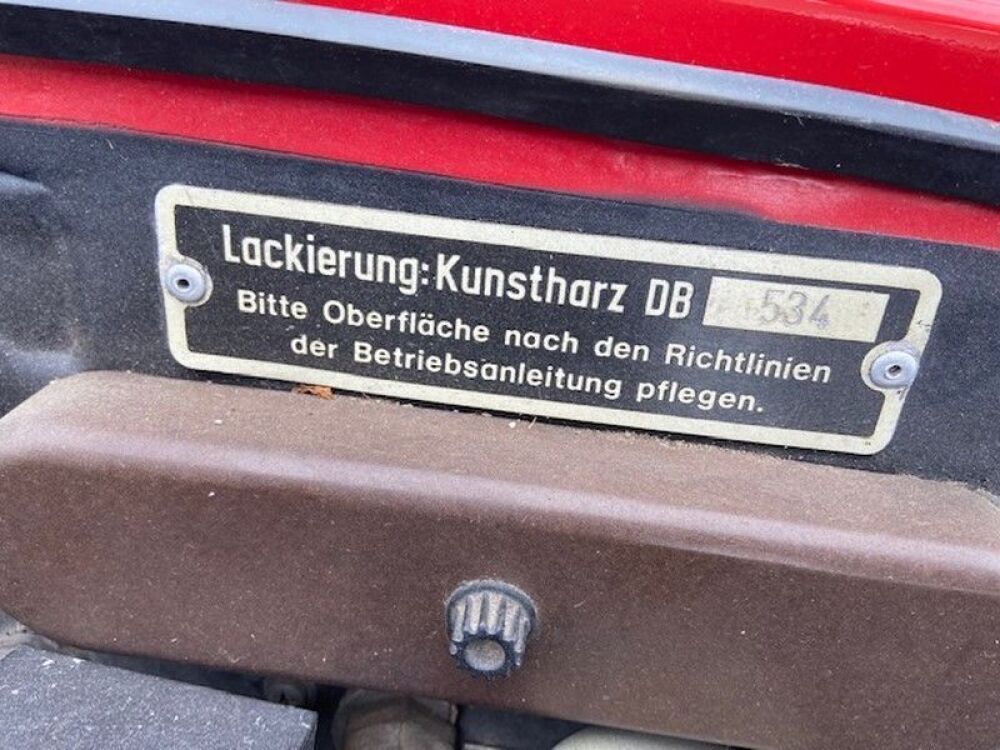 Lackierung: Kunstharz DB 534
Bitte Oberfläche nach den Richtlinien
der Betriebsanleitung pflegen.